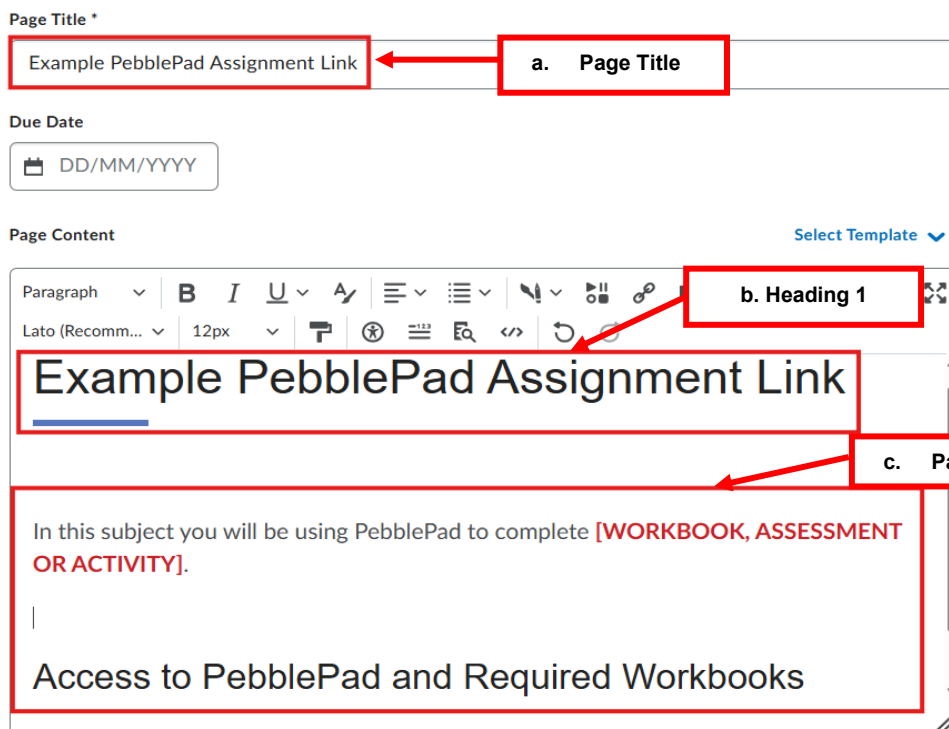 Page Title *
Example PebblePad Assignment Link
a. Page Title
Due Date
DD/MM/YYYY
Page Content
Select Template
Paragraph
b. Heading 1
Lato (Recomm...
12px
Example PebblePad Assignment Link
c.
In this subject you will be using PebblePad to complete [WORKBOOK, ASSESSMENT
OR ACTIVITY].
Access to PebblePad and Required Workbooks